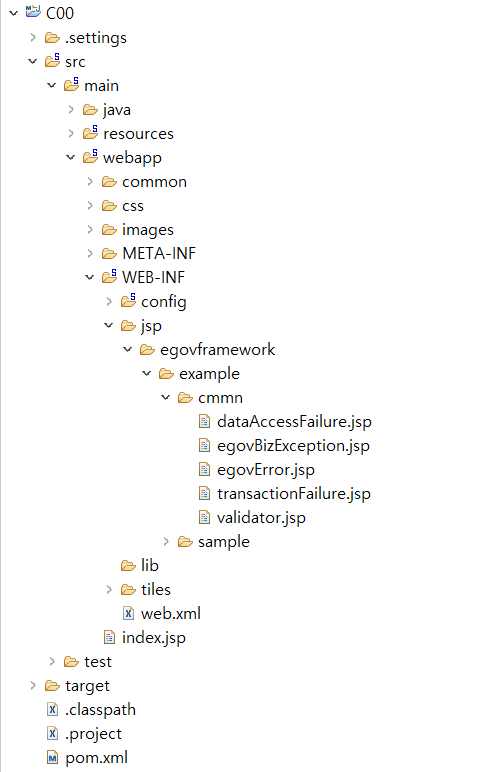 C00
.settings
src
main
java
resources
webapp
common
css
images
META-INF
WEB-INF
config
jsp
egovframework
example
cmmn
dataAccessFailure.jsp
egovBizException.jsp
egovError.jsp
transactionFailure.jsp
validator.jsp
sample
lib
tiles
web.xml
index.jsp
test
target
.classpath
.project
pom.xml